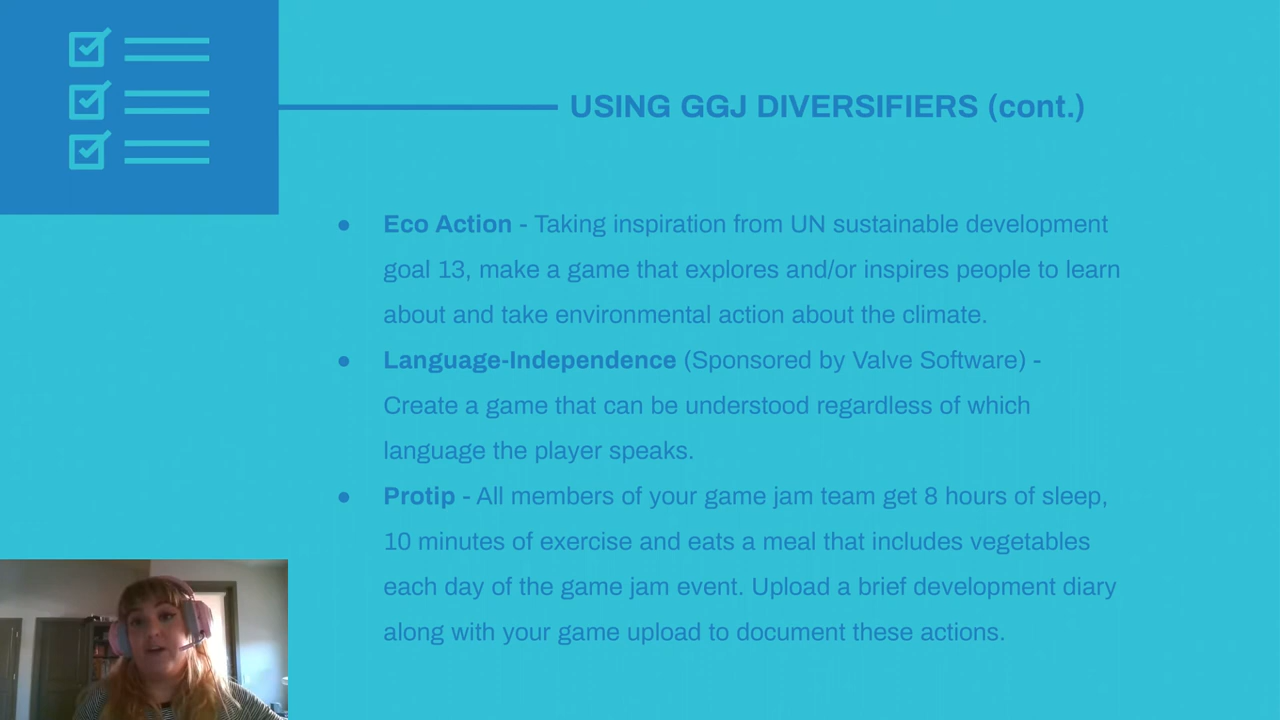 USING GGJ DIVERSIFIERS (cont.)
● Eco Action - Taking inspiration from UN sustainable development
goal 13, make a game that explores and/or inspires people to learn
about and take environmental action about the climate.
● Language-Independence (Sponsored by Valve Software) -
Create a game that can be understood regardless of which
language the player speaks.
● Protip - All members of your game jam team get 8 hours of sleep,
10 minutes of exercise and eats a meal that includes vegetables
each day of the game jam event. Upload a brief development diary
along with your game upload to document these actions.